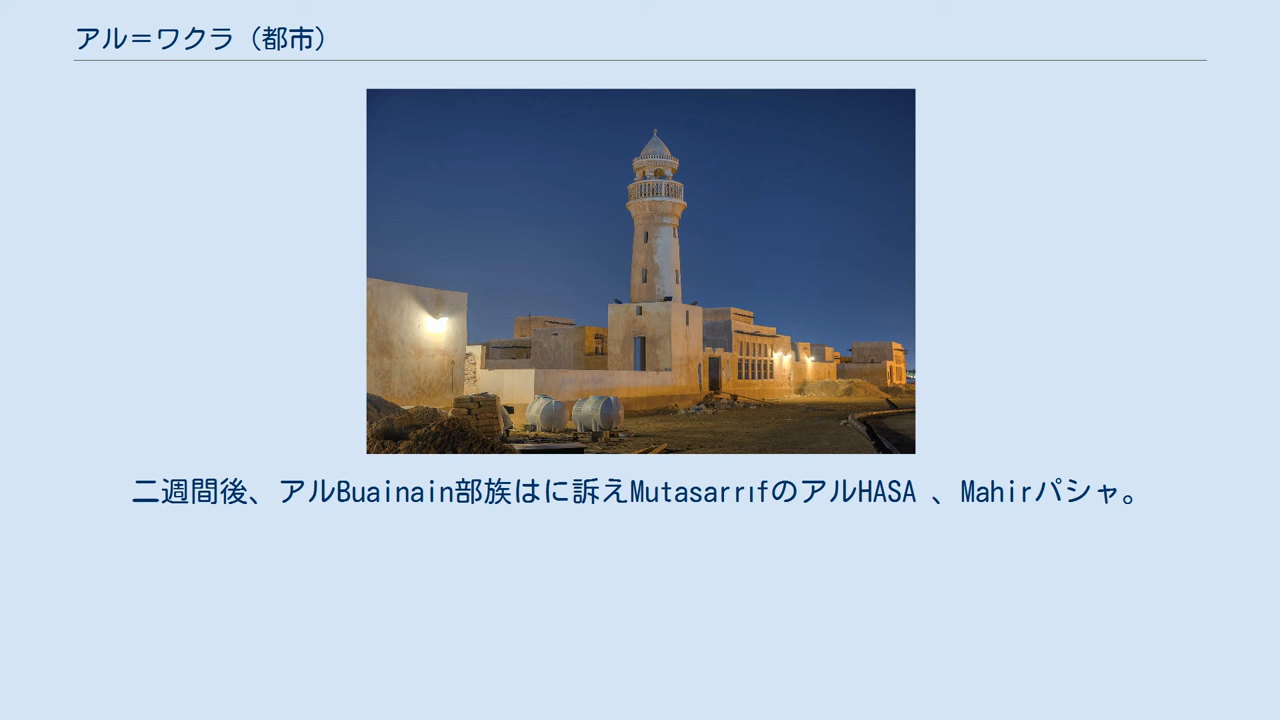 アル＝ワクラ（都市）
二週間後、アルBuainain部族はに訴えMutasarrıfのアルHASA 、Mahirパシャ。